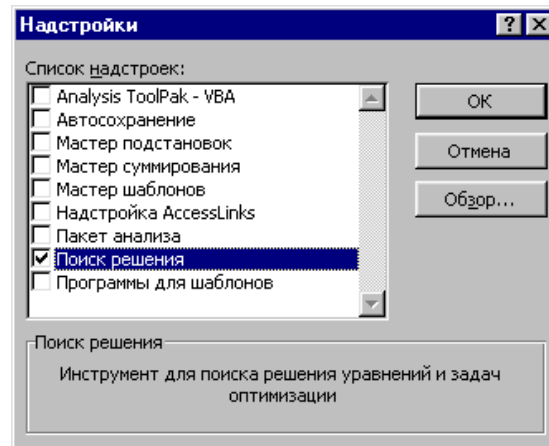 Надстройки
Список надстроек:
Analysis ToolPak - VBA
Автосохранение
Мастер подстановок
Мастер суммирования
Мастер шаблонов
Надстройка AccessLinks
Пакет анализа
Поиск решения
Программы для шаблонов
OK
Отмена
Обзор...
Поиск решения
Инструмент для поиска решения уравнений и задач
оптимизации